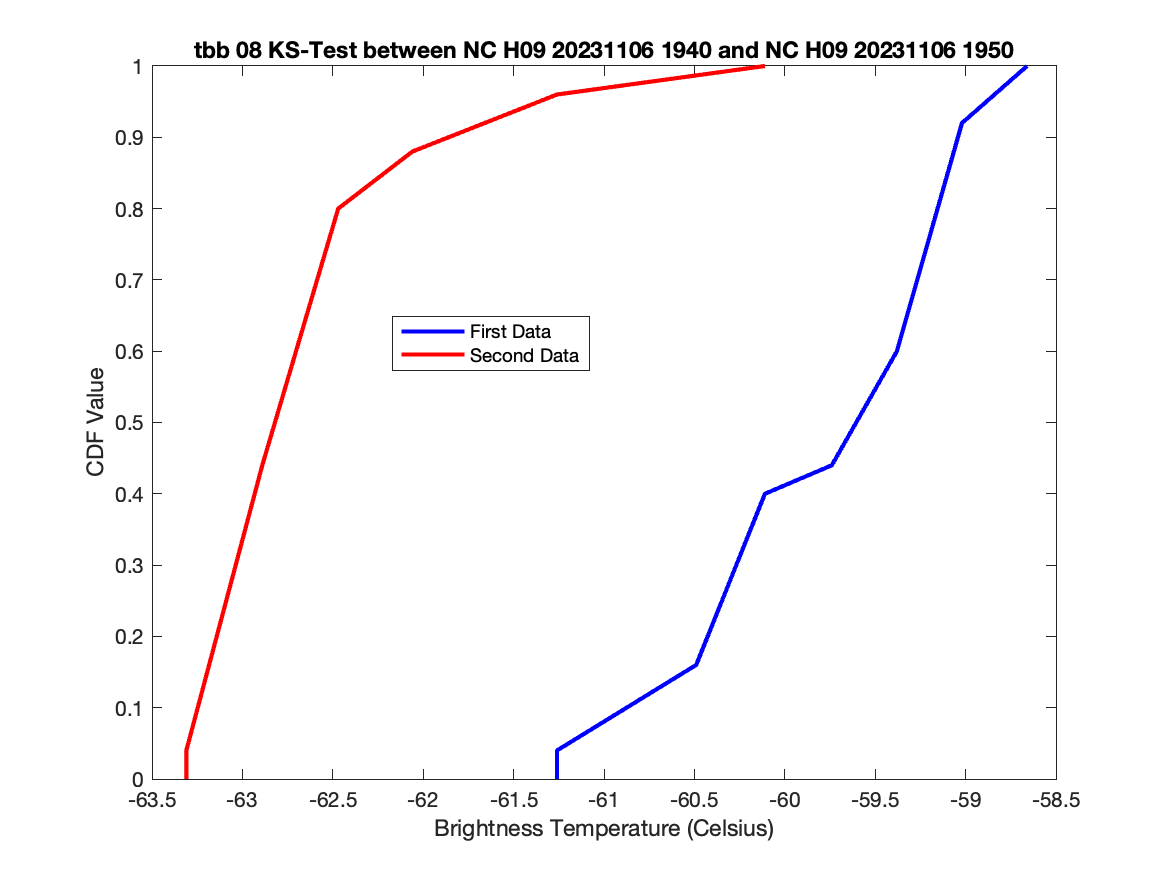 tbb 08 KS-Test between NC H09 20231106 1940 and NC H09 20231106 1950
1
0.9
0.8
0.7
0.6
0.5
0.4
0.3
0.2
0.1
0
CDF Value
First Data
Second Data
-63.5 -63 -62.5 -62 -61.5 -61 -60.5 -60 -59.5 -59 -58.5
Brightness Temperature (Celsius)